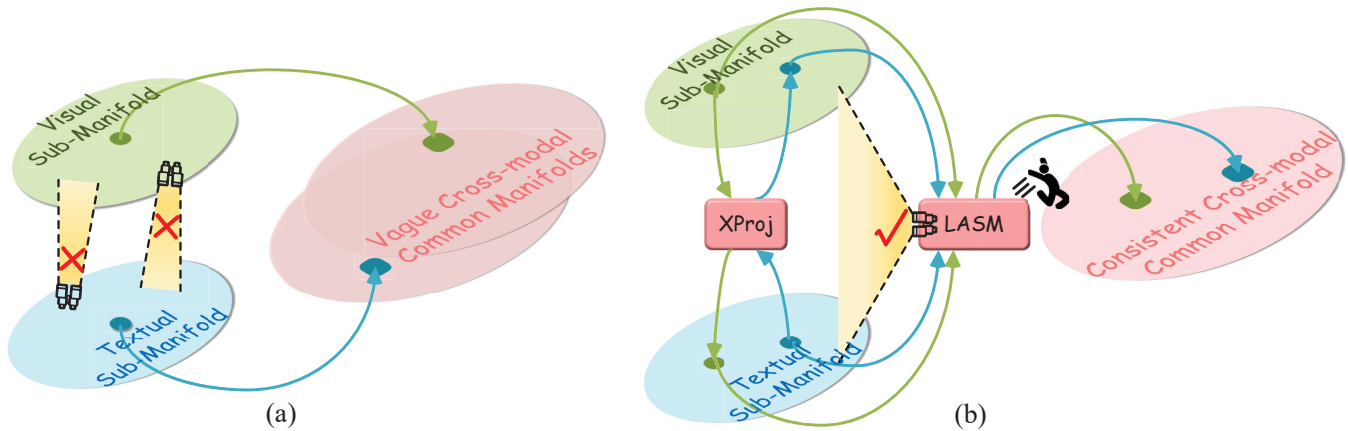 Visual
Sub-Manifold
Vague Cross-modal
Common Manifolds
Textual
Sub-Manifold
(a)
Visual
Sub-Manifold
XProj
LASM
Consistent Cross-modal
Common Manifold
Textual
Sub-Manifold
(b)